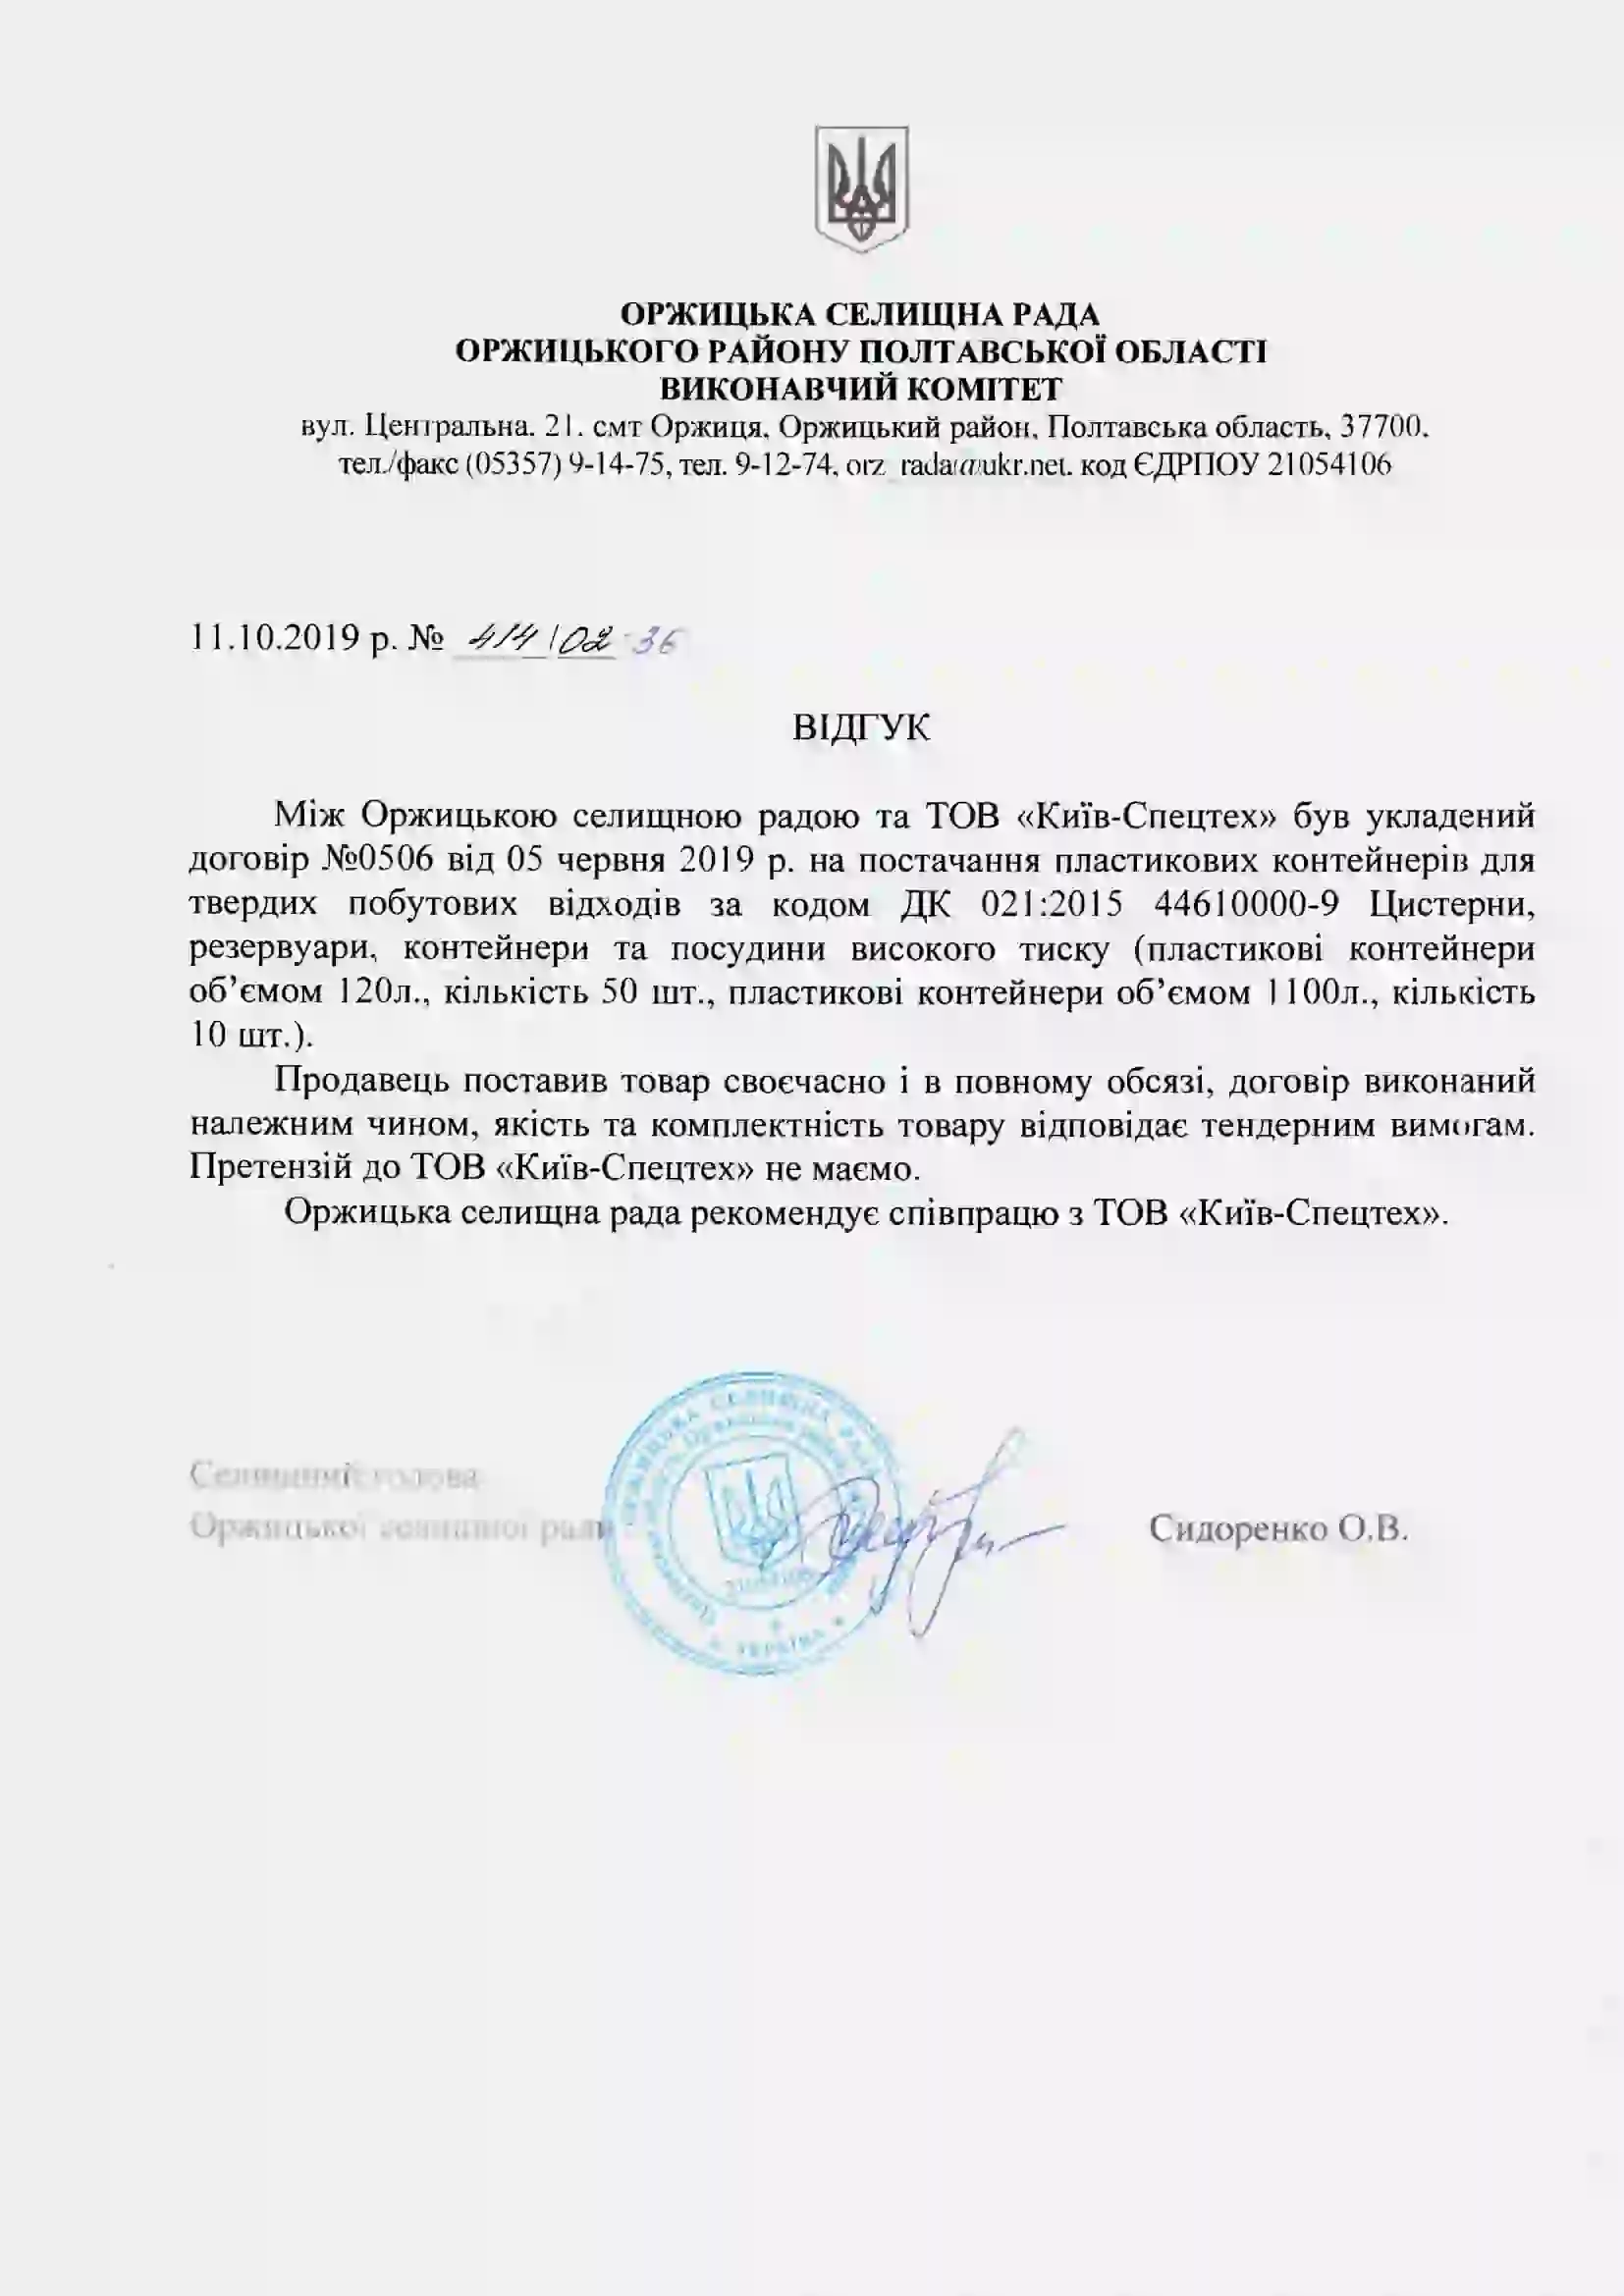 ОРЖИЦЬКА СЕЛИЩНА РАДА
ОРЖИЦЬКОГО РАЙОНУ ПОЛТАВСЬКОЇ ОБЛАСТІ
ВИКОНАВЧИЙ КОМІТЕТ
вул. Центральна. 21. смт Оржиця, Оржицький район, Полтавська область, 37700.
тел./факс (05357) 9-14-75, тел. 9-12-74, orz_rada@ukr.net. код ЄДРПОУ 21054106
11.10.2019 р. № 414/02-36
ВІДГУК
Між Оржицькою селищною радою та ТОВ «Київ-Спецтех» був укладений
договір №0506 від 05 червня 2019 р. на постачання пластикових контейнерів для
твердих побутових відходів за кодом ДК 021:2015 44610000-9 Цистерни,
резервуари, контейнери та посудини високого тиску (пластикові контейнери
об’ємом 120л., кількість 50 шт., пластикові контейнери об’ємом 1100л., кількість
10 шт.).
Продавець поставив товар своєчасно і в повному обсязі, договір виконаний
належним чином, якість та комплектність товару відповідає тендерним вимогам.
Претензій до ТОВ «Київ-Спецтех» не маємо.
Оржицька селищна рада рекомендує співпрацю з ТОВ «Київ-Спецтех».
Селищний голова
Оржицької селищної ради
Сидоренко О.В.
УКРАЇНА